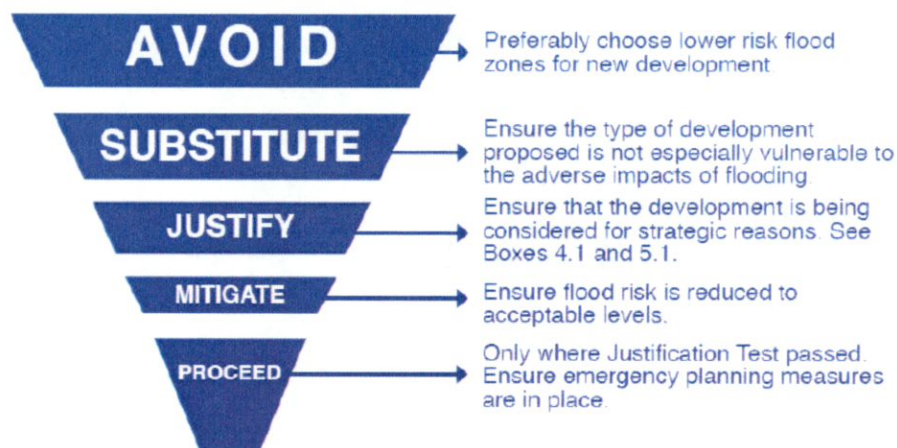 AVOID
Preferably choose lower risk flood
zones for new development
SUBSTITUTE
Ensure the type of development
proposed is not especially vulnerable to
the adverse impacts of flooding.
JUSTIFY
Ensure that the development is being
considered for strategic reasons. See
Boxes 4.1 and 5.1.
MITIGATE
Ensure flood risk is reduced to
acceptable levels.
PROCEED
Only where Justification Test passed.
Ensure emergency planning measures
are in place.